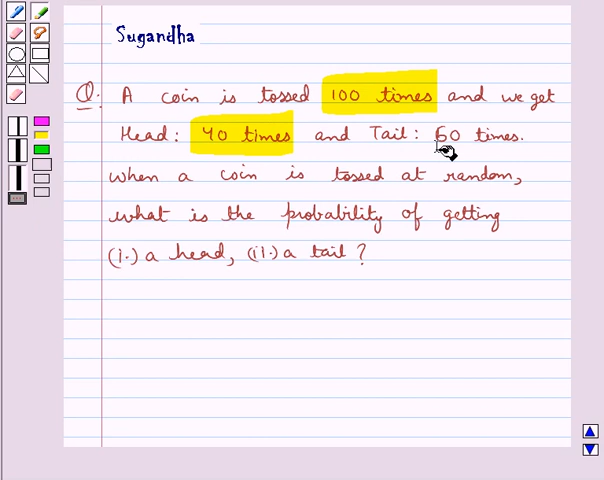 Sugandha
Q: A coin is tossed 100 times and we get
Head: 40 times and Tail: 60 times.
when a coin is tossed at random,
what is the probability of getting
(i.) a head, (ii.) a tail?